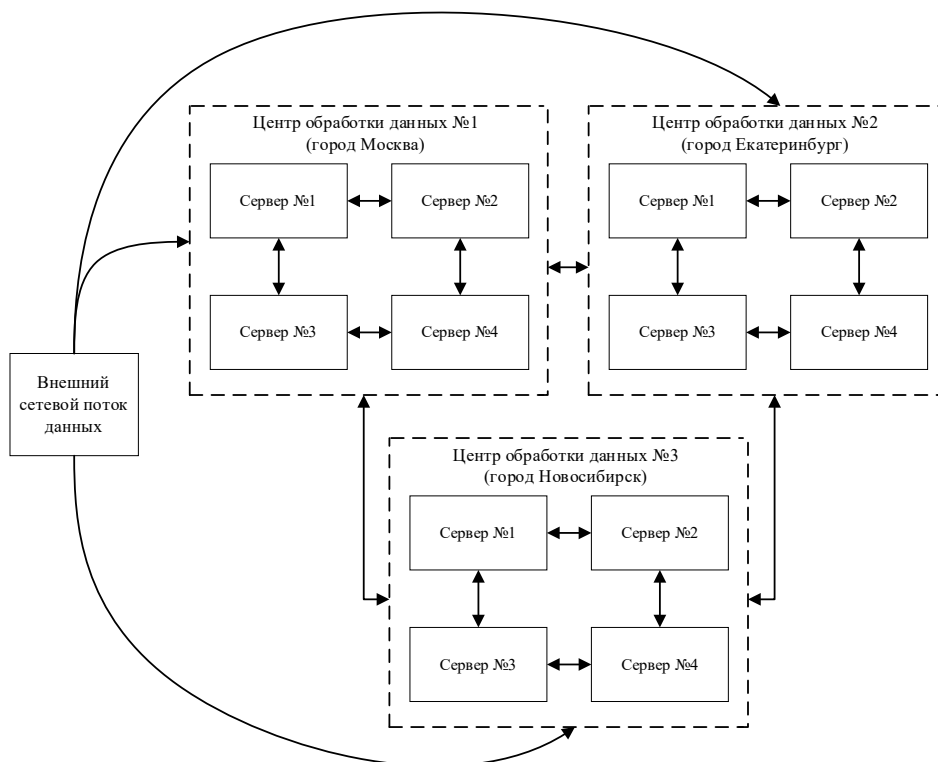 Центр обработки данных №1
(город Москва)
Сервер №1
Сервер №2
Сервер №3
Сервер №4
Центр обработки данных №2
(город Екатеринбург)
Сервер №1
Сервер №2
Сервер №3
Сервер №4
Внешний
сетевой поток
данных
Центр обработки данных №3
(город Новосибирск)
Сервер №1
Сервер №2
Сервер №3
Сервер №4